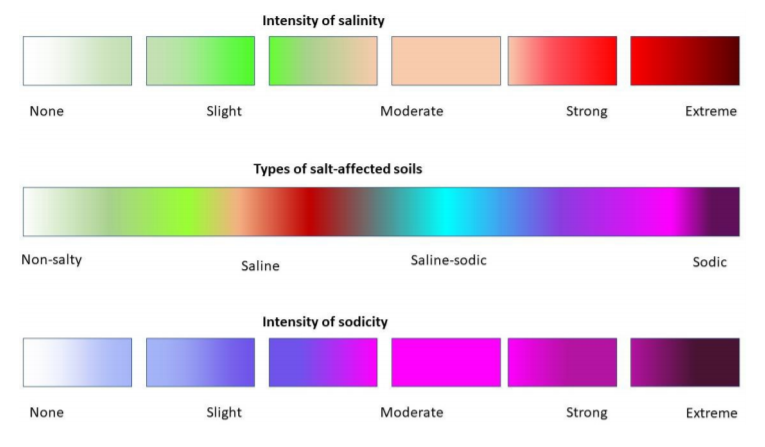 Intensity of salinity
None Slight Moderate Strong Extreme
Types of salt-affected soils
Non-salty Saline Saline-sodic Sodic
Intensity of sodicity
None Slight Moderate Strong Extreme